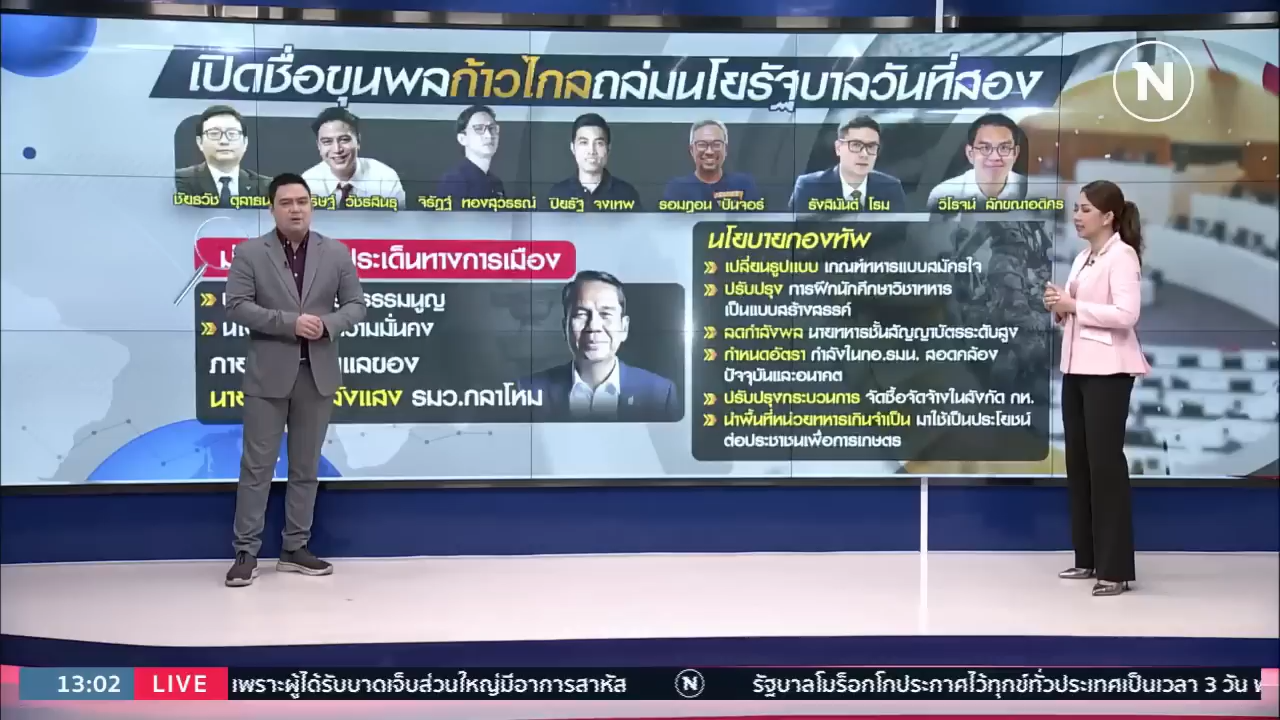 เปิดชื่อขุนพลก้าวไกลถล่มนโยรัฐบาลวันที่สอง
N
ชัยธวัช ตุลาธน
วัชรสินธุ
จิรัฏฐ์ ทองสุวรรณ์
ปิยรัฐ จงเทพ
รอมฎอน ปันจอร์
รังสิมันต์ โรม
วิโรจน์ ลักขณาอดิศร
ประเด็นทางการเมือง
ภาย แลของ
นาย รมว.กลาโหม
นโยบายกองทัพ
เปลี่ยนรูปแบบ เกณฑ์ทหารแบบสมัครใจ
ปรับปรุง การฝึกนักศึกษาวิชาทหาร
เป็นแบบสร้างสรรค์
ลดกำลังพล นายทหารชั้นสัญญาบัตรระดับสูง
กำหนดอัตรา กำลังในกอ.รมน. สอดคล้อง
ปัจจุบันและอนาคต
ปรับปรุงกระบวนการ จัดซื้อจัดจ้างในสังกัด กห.
นำพื้นที่หน่วยทหารเกินจำเป็น มาใช้เป็นประโยชน์
ต่อประชาชนเพื่อการเกษตร
13:02 LIVE เพราะผู้ได้รับบาดเจ็บส่วนใหญ่มีอาการสาหัส N รัฐบาลโมร็อกโกประกาศไว้ทุกข์ทั่วประเทศเป็นเวลา 3 วัน